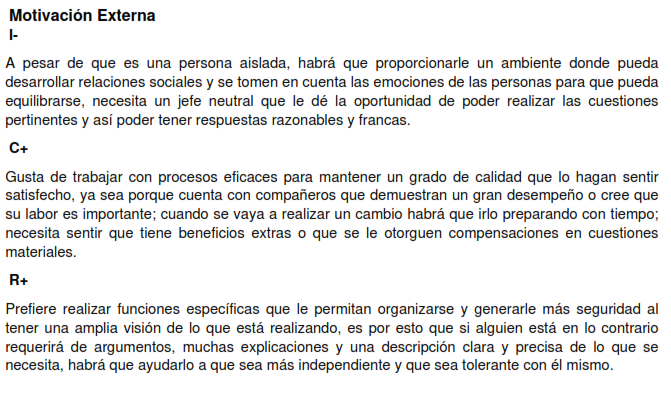 Motivación Externa
I-
A pesar de que es una persona aislada, habrá que proporcionarle un ambiente donde pueda
desarrollar relaciones sociales y se tomen en cuenta las emociones de las personas para que pueda
equilibrarse, necesita un jefe neutral que le dé la oportunidad de poder realizar las cuestiones
pertinentes y así poder tener respuestas razonables y francas.
C+
Gusta de trabajar con procesos eficaces para mantener un grado de calidad que lo hagan sentir
satisfecho, ya sea porque cuenta con compañeros que demuestran un gran desempeño o cree que
su labor es importante; cuando se vaya a realizar un cambio habrá que irlo preparando con tiempo;
necesita sentir que tiene beneficios extras o que se le otorguen compensaciones en cuestiones
materiales.
R+
Prefiere realizar funciones específicas que le permitan organizarse y generarle más seguridad al
tener una amplia visión de lo que está realizando, es por esto que si alguien está en lo contrario
requerirá de argumentos, muchas explicaciones y una descripción clara y precisa de lo que se
necesita, habrá que ayudarlo a que sea más independiente y que sea tolerante con él mismo.